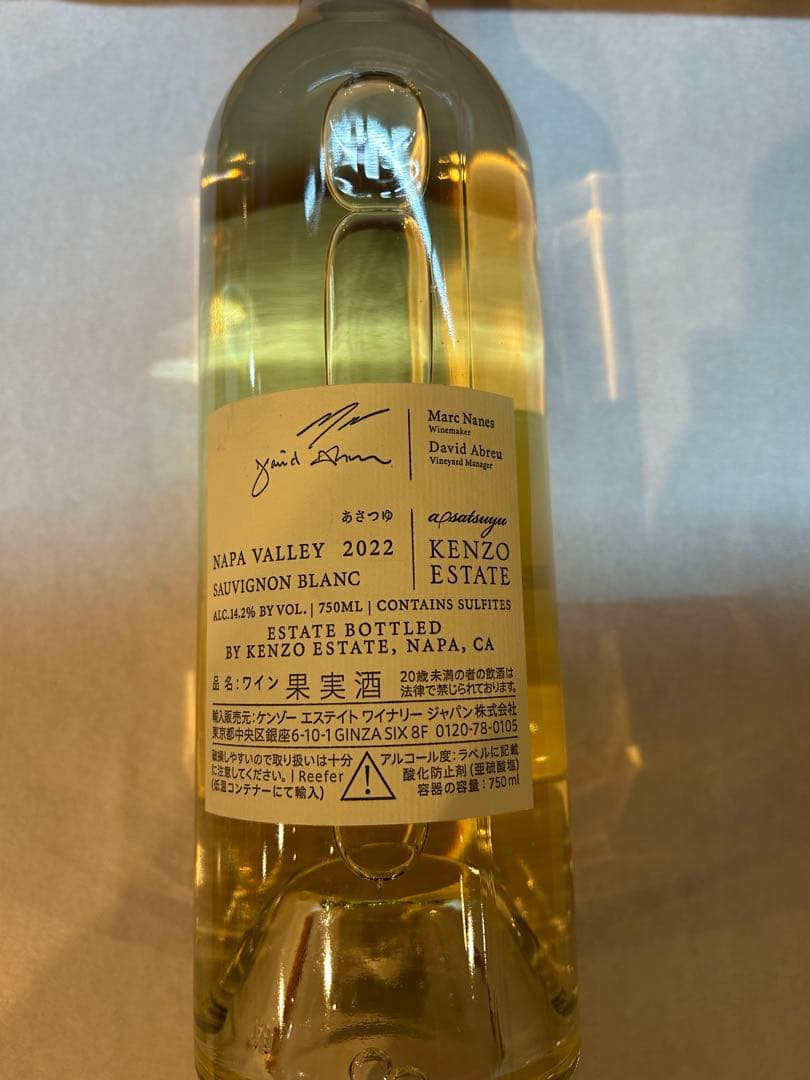 David Abreu
Marc Nanes
Winemaker
David Abreu
Vineyard Manager
あさつゆ
asatsuyu
NAPA VALLEY 2022
SAUVIGNON BLANC
KENZO
ESTATE
ALC.14.2% BY VOL. | 750ML | CONTAINS SULFITES
ESTATE BOTTLED
BY KENZO ESTATE, NAPA, CA
品名:ワイン 果実酒
20歳未満の者の飲酒は
法律で禁じられております。
輸入販売元:ケンゾー エステイト ワイナリー ジャパン株式会社
東京都中央区銀座6-10-1 GINZA SIX 8F 0120-78-0105
破損しやすいので取り扱いは十分
に注意してください。 | Reefer
(低温コンテナーにて輸入)
アルコール度:ラベルに記載
酸化防止剤(亜硫酸塩)
容器の容量:750ml